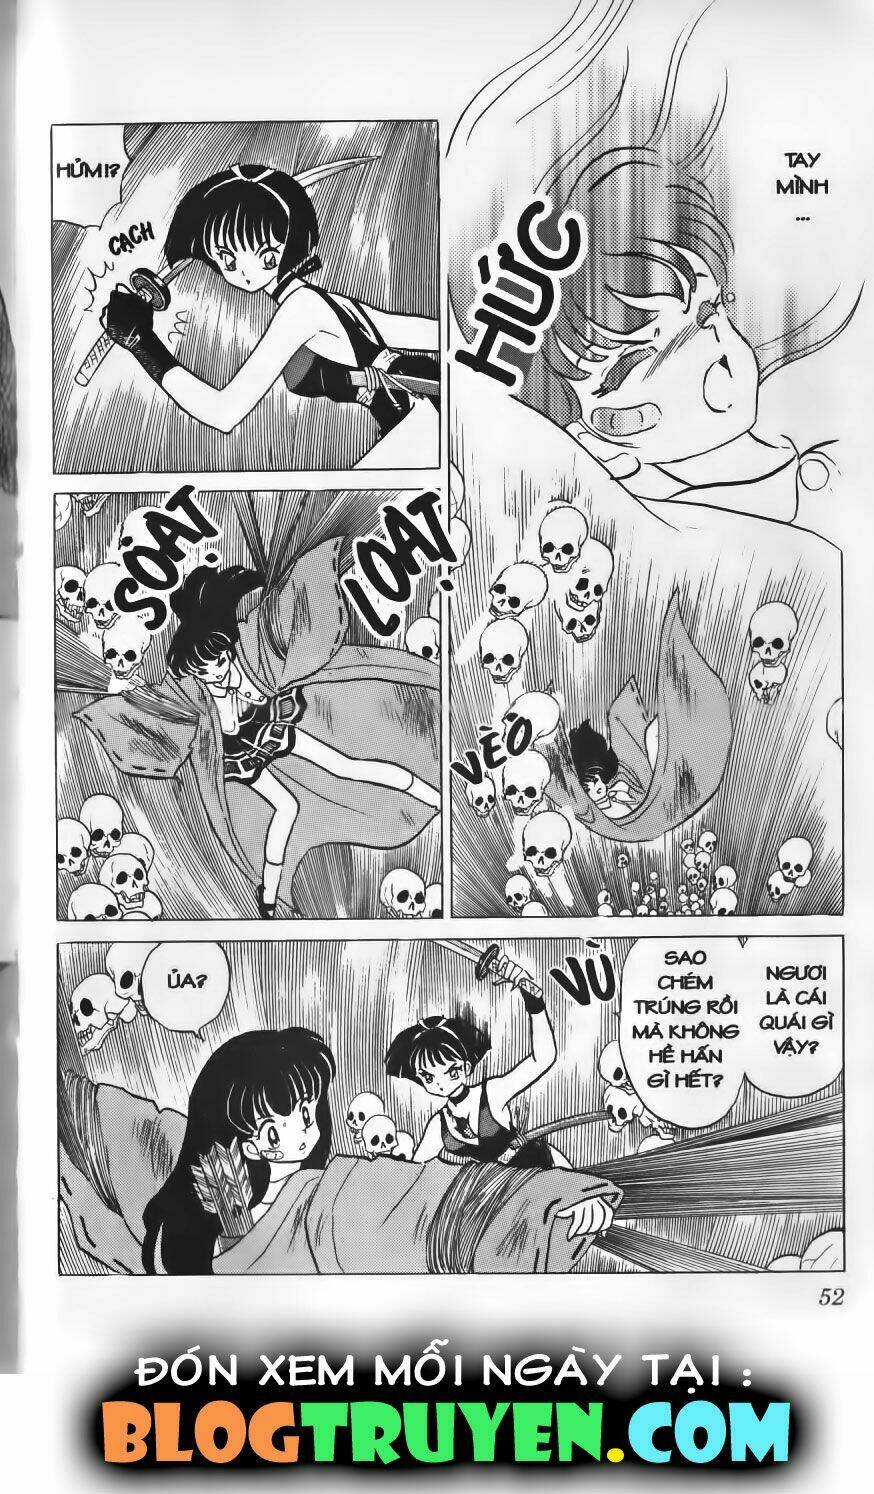 TAY
MÌNH
...
HỨC
VÈO
HỬM!?
CẠCH
SOẠT
LOẠT
NGƯƠI
LÀ CÁI
QUÁI GÌ
VẬY?
SAO
CHÉM
TRÚNG RỒI
MÀ KHÔNG
HỀ HẤN
GÌ HẾT?
VÙ
ỦA?
52
ĐÓN XEM MỖI NGÀY TẠI :
BLOGTRUYEN.COM